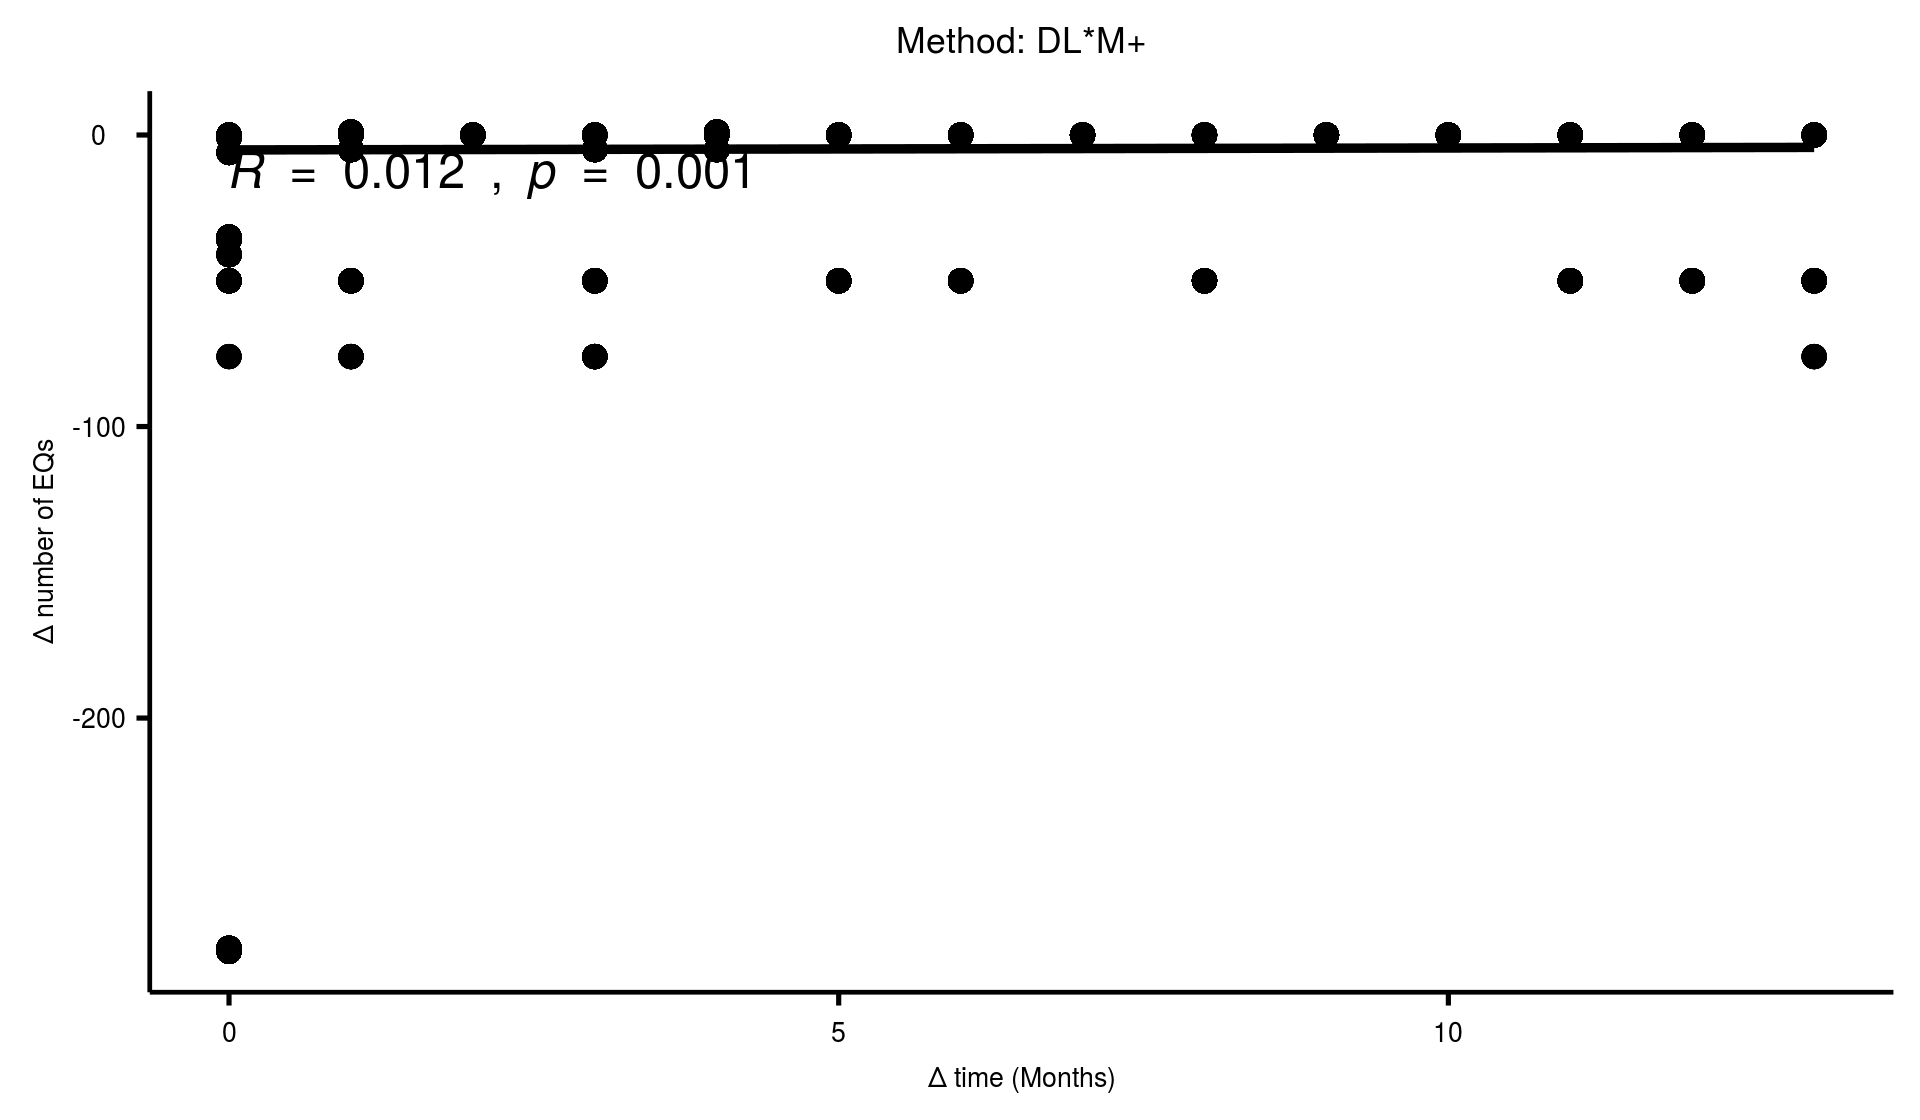 Method: DL*M+
0
R = 0.012 , p = 0.001
-100
-200
Δ number of EQs
0 5 10
Δ time (Months)